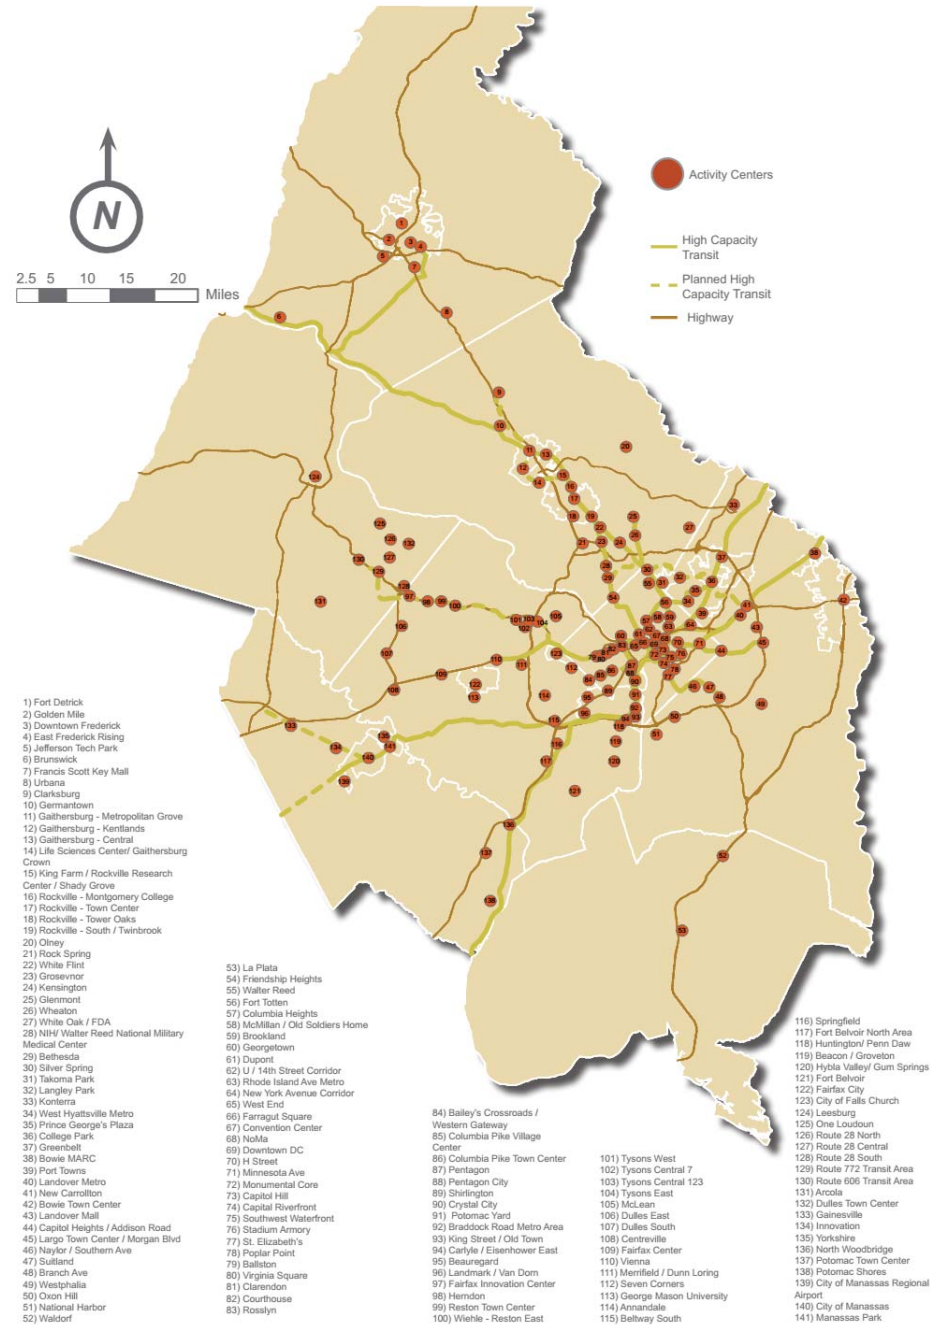 N
2.5 5 10 15 20
Miles
Activity Centers
High Capacity
Transit
Planned High
Capacity Transit
Highway
1) Fort Detrick
2) Golden Mile
3) Downtown Frederick
4) East Frederick Rising
5) Jefferson Tech Park
6) Brunswick
7) Francis Scott Key Mall
8) Urbana
9) Clarksburg
10) Germantown
11) Gaithersburg - Metropolitan Grove
12) Gaithersburg - Kentlands
13) Gaithersburg - Central
14) Life Sciences Center/ Gaithersburg
Crown
15) King Farm / Rockville Research
Center / Shady Grove
16) Rockville - Montgomery College
17) Rockville - Town Center
18) Rockville - Tower Oaks
19) Rockville - South / Twinbrook
20) Olney
21) Rock Spring
22) White Flint
23) Grosevnor
24) Kensington
25) Glenmont
26) Wheaton
27) White Oak / FDA
28) NIH/ Walter Reed National Military
Medical Center
29) Bethesda
30) Silver Spring
31) Takoma Park
32) Langley Park
33) Konterra
34) West Hyattsville Metro
35) Prince George's Plaza
36) College Park
37) Greenbelt
38) Bowie MARC
39) Port Towns
40) Landover Metro
41) New Carrollton
42) Bowie Town Center
43) Landover Mall
44) Capitol Heights / Addison Road
45) Largo Town Center / Morgan Blvd
46) Naylor / Southern Ave
47) Suitland
48) Branch Ave
49) Westphalia
50) Oxon Hill
51) National Harbor
52) Waldorf
53) La Plata
54) Friendship Heights
55) Walter Reed
56) Fort Totten
57) Columbia Heights
58) McMillan / Old Soldiers Home
59) Brookland
60) Georgetown
61) Dupont
62) U / 14th Street Corridor
63) Rhode Island Ave Metro
64) New York Avenue Corridor
65) West End
66) Farragut Square
67) Convention Center
68) NoMa
69) Downtown DC
70) H Street
71) Minnesota Ave
72) Monumental Core
73) Capitol Hill
74) Capital Riverfront
75) Southwest Waterfront
76) Stadium Armory
77) St. Elizabeth's
78) Poplar Point
79) Ballston
80) Virginia Square
81) Clarendon
82) Courthouse
83) Rosslyn
84) Bailey's Crossroads /
Western Gateway
85) Columbia Pike Village
Center
86) Columbia Pike Town Center
87) Pentagon
88) Pentagon City
89) Shirlington
90) Crystal City
91) Potomac Yard
92) Braddock Road Metro Area
93) King Street / Old Town
94) Carlyle / Eisenhower East
95) Beauregard
96) Landmark / Van Dorn
97) Fairfax Innovation Center
98) Herndon
99) Reston Town Center
100) Wiehle - Reston East
101) Tysons West
102) Tysons Central 7
103) Tysons Central 123
104) Tysons East
105) McLean
106) Dulles East
107) Dulles South
108) Centreville
109) Fairfax Center
110) Vienna
111) Merrifield / Dunn Loring
112) Seven Corners
113) George Mason University
114) Annandale
115) Beltway South
116) Springfield
117) Fort Belvoir North Area
118) Huntington/ Penn Daw
119) Beacon / Groveton
120) Hybla Valley/ Gum Springs
121) Fort Belvoir
122) Fairfax City
123) City of Falls Church
124) Leesburg
125) One Loudoun
126) Route 28 North
127) Route 28 Central
128) Route 28 South
129) Route 772 Transit Area
130) Route 606 Transit Area
131) Arcola
132) Dulles Town Center
133) Gainesville
134) Innovation
135) Yorkshire
136) North Woodbridge
137) Potomac Town Center
138) Potomac Shores
139) City of Manassas Regional
Airport
140) City of Manassas
141) Manassas Park